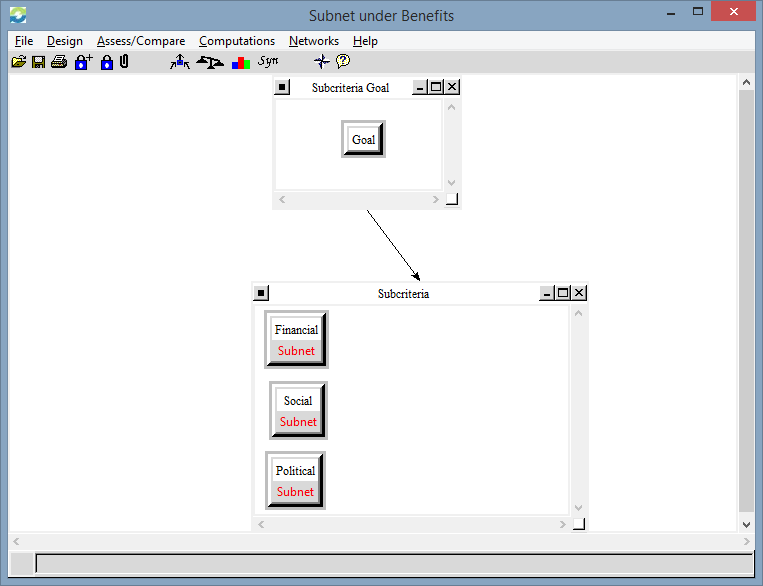 Subnet under Benefits
File Design Assess/Compare Computations Networks Help
Syn
Subcriteria Goal
Goal
Subcriteria
Financial
Subnet
Social
Subnet
Political
Subnet